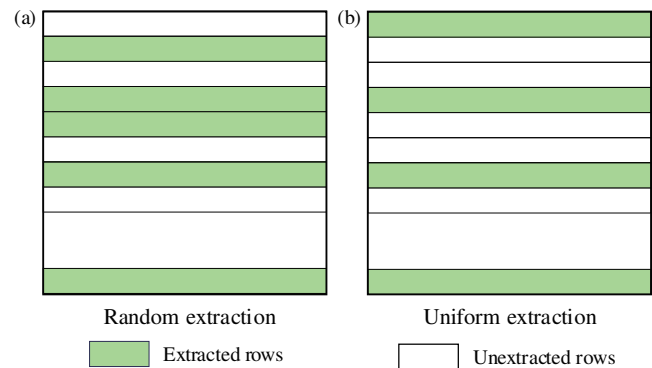 (a)
(b)
Random extraction
Uniform extraction
Extracted rows
Unextracted rows